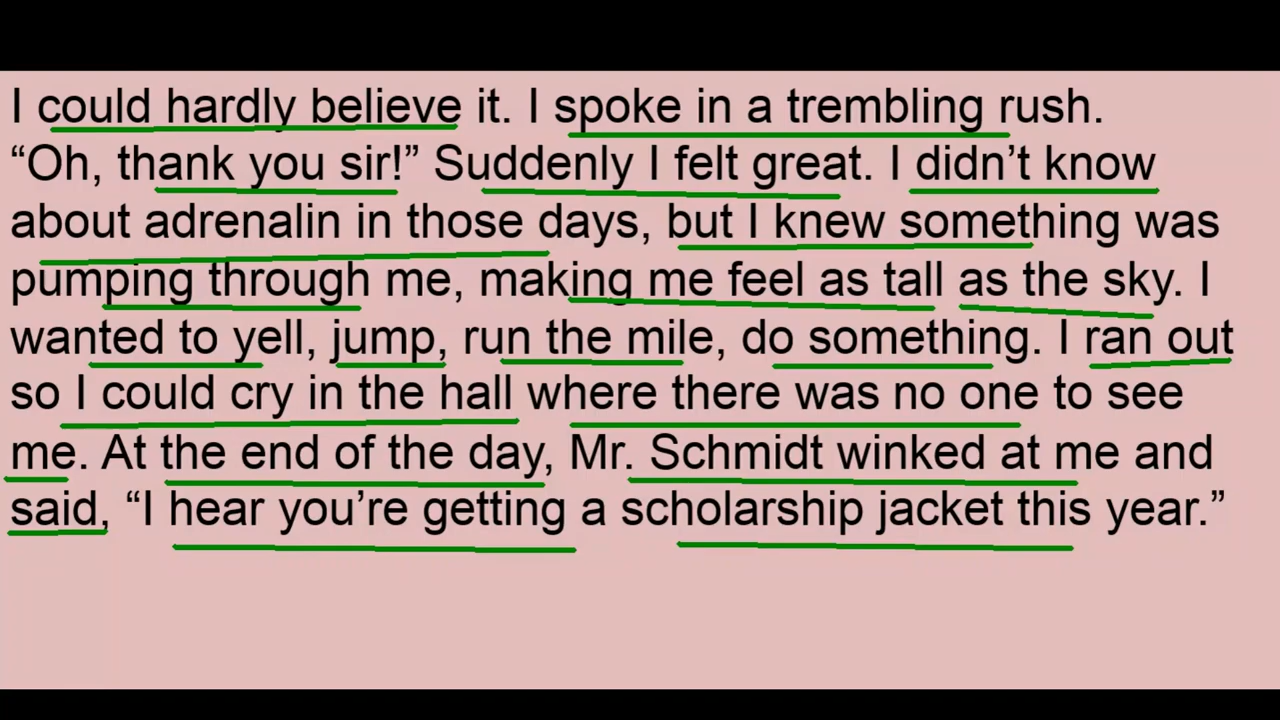 I could hardly believe it. I spoke in a trembling rush.
“Oh, thank you sir!” Suddenly I felt great. I didn’t know
about adrenalin in those days, but I knew something was
pumping through me, making me feel as tall as the sky. I
wanted to yell, jump, run the mile, do something. I ran out
so I could cry in the hall where there was no one to see
me. At the end of the day, Mr. Schmidt winked at me and
said, “I hear you’re getting a scholarship jacket this year.”